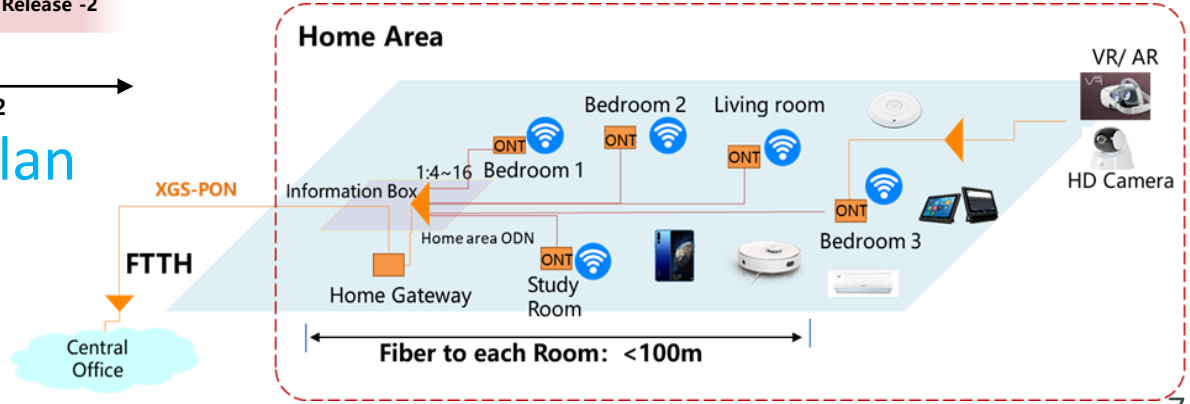 Release -2
2
lan
Home Area
VR/ AR
HD Camera
Bedroom 2
Living room
ONT
ONT
ONT
1:4~16
Bedroom 1
Information Box
XGS-PON
ONT
Bedroom 3
Home area ODN
FTTH
ONT
Home Gateway
Study
Room
Fiber to each Room: <100m
Central
Office
7